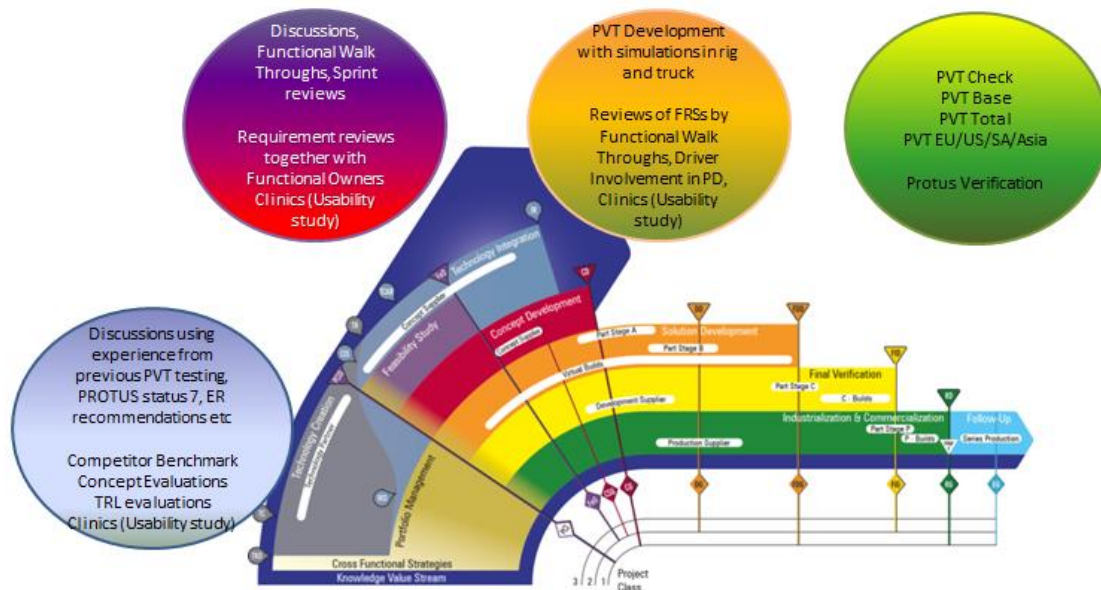 Discussions,
Functional Walk
Throughs, Sprint
reviews
Requirement reviews
together with
Functional Owners
Clinics (Usability
study)
PVT Development
with simulations in rig
and truck
Reviews of FRSs by
Functional Walk
Throughs, Driver
Involvement in PD,
Clinics (Usability
study)
PVT Check
PVT Base
PVT Total
PVT EU/US/SA/Asia
Protus Verification
Discussions using
experience from
previous PVT testing,
PROTUS status 7, ER
recommendations etc
Competitor Benchmark
Concept Evaluations
TRL evaluations
Clinics (Usability study)
Technology Integration
Concept Supplier
Feasibility Study
Concept Development
Concept Supplier
Part Stage A
Solution Development
Part Stage B
Virtual Builds
Final Verification
Part Stage C
C - Builds
Development Supplier
Industrialization & Commercialization
Follow-Up
Part Stage P
P - Builds
Series Production
Production Supplier
Technology Creation
Technology Partner
Portfolio Management
Cross Functional Strategies
Knowledge Value Stream
3 2 1
Project
Class